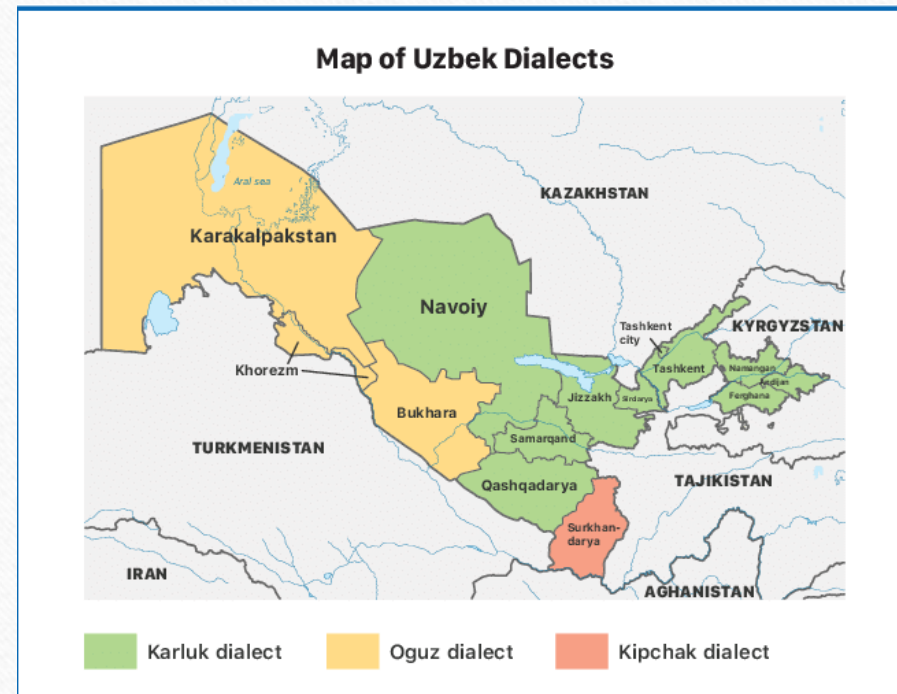 Map of Uzbek Dialects
Aral sea
KAZAKHSTAN
Karakalpakstan
Navoiy
Tashkent
city
KYRGYZSTAN
Khorezm
Tashkent
Namangan
Andijan
Ferghana
Jizzakh
Sirdarya
Bukhara
Samarqand
TURKMENISTAN
Qashqadarya
TAJIKISTAN
Surkhan-
darya
IRAN
AGHANISTAN
Karluk dialect
Oguz dialect
Kipchak dialect